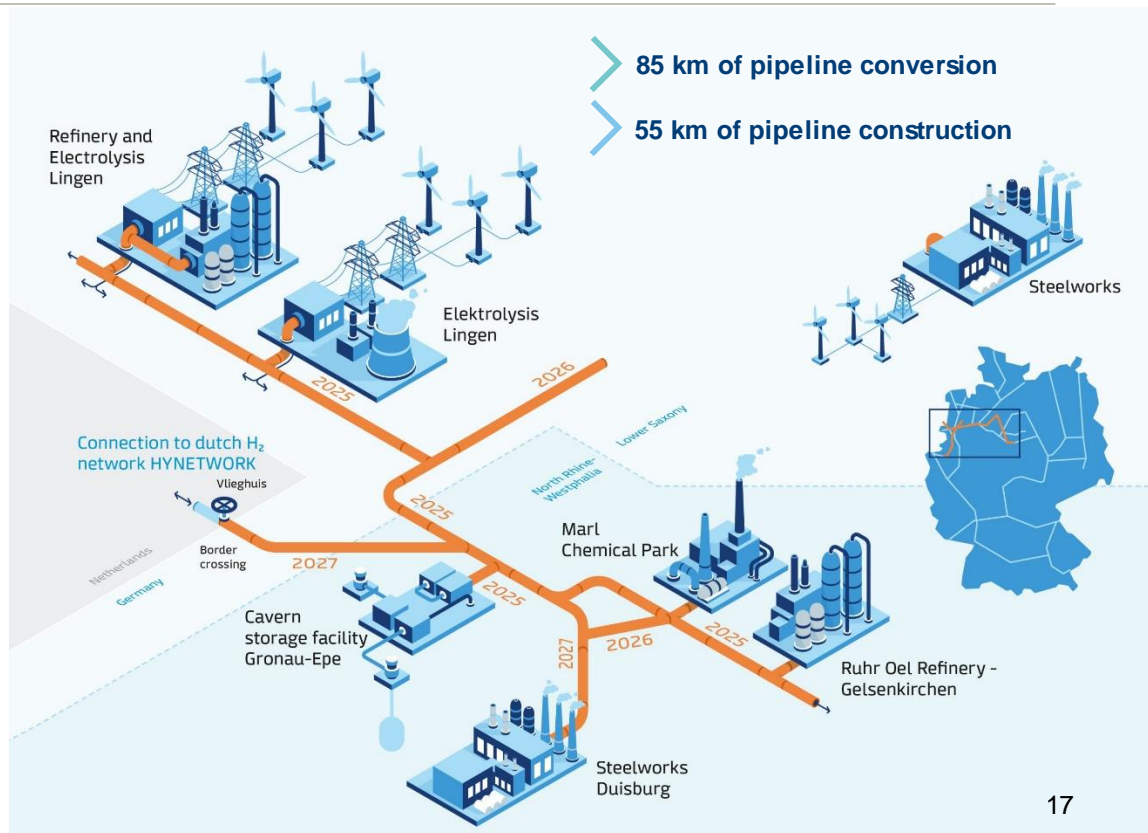 85 km of pipeline conversion
55 km of pipeline construction
Refinery and
Electrolysis
Lingen
Steelworks
Elektrolysis
Lingen
2025
2026
Lower Saxony
North Rhine-
Westphalia
Connection to dutch H₂
network HYNETWORK
Vlieghuis
2025
Netherlands
Germany
Border
crossing
2027
Marl
Chemical Park
2025
Cavern
storage facility
Gronau-Epe
2027
2026
2025
Ruhr Oel Refinery -
Gelsenkirchen
Steelworks
Duisburg
17